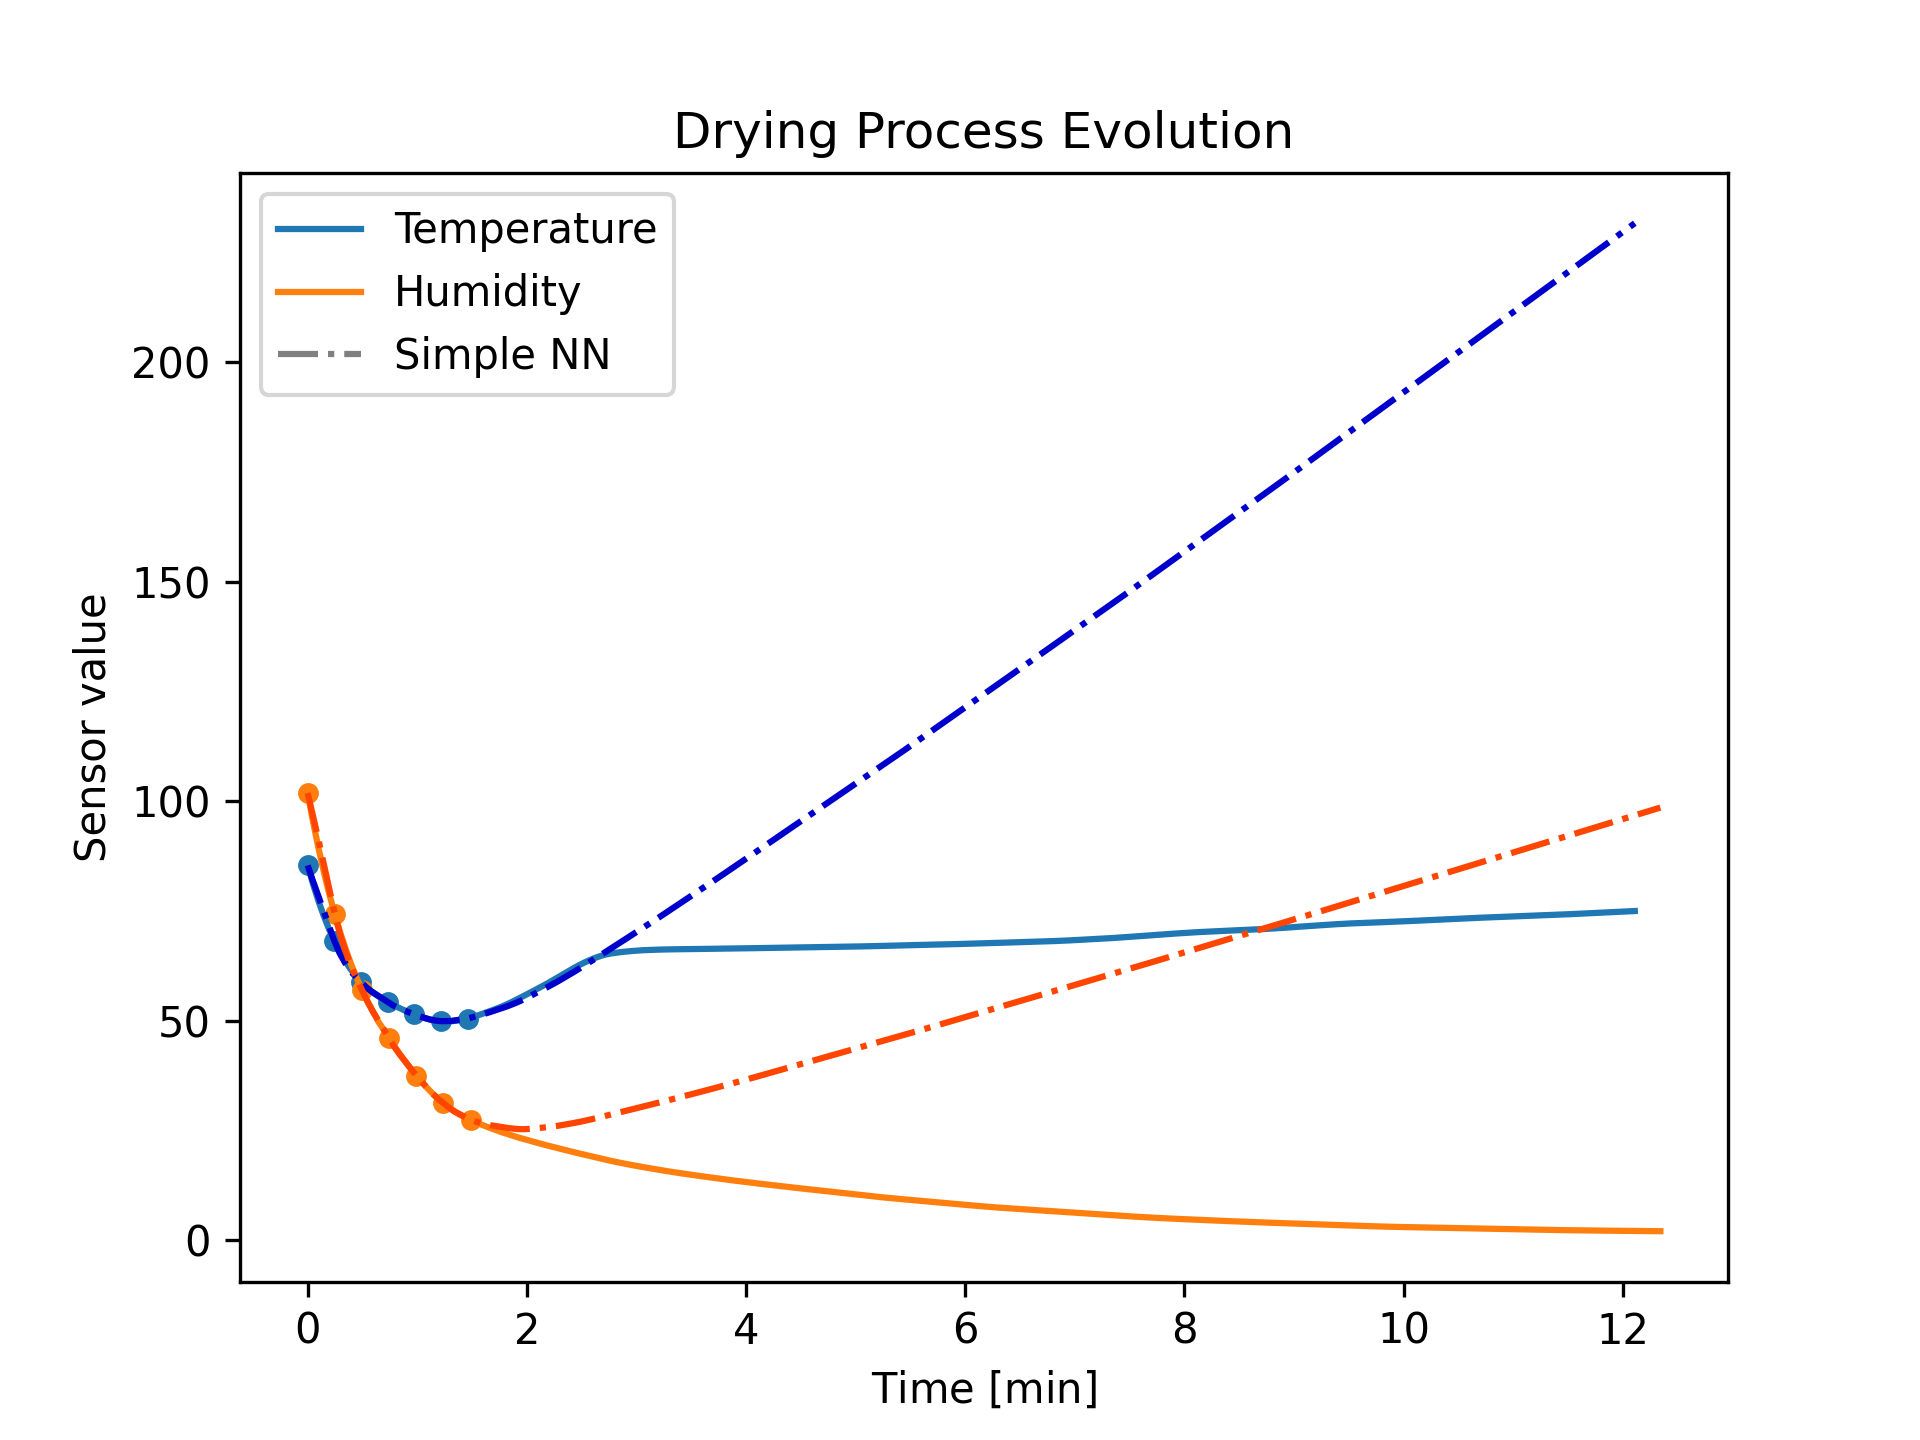 Drying Process Evolution
Temperature
Humidity
Simple NN
200
150
100
50
0
Sensor value
0 2 4 6 8 10 12
Time [min]